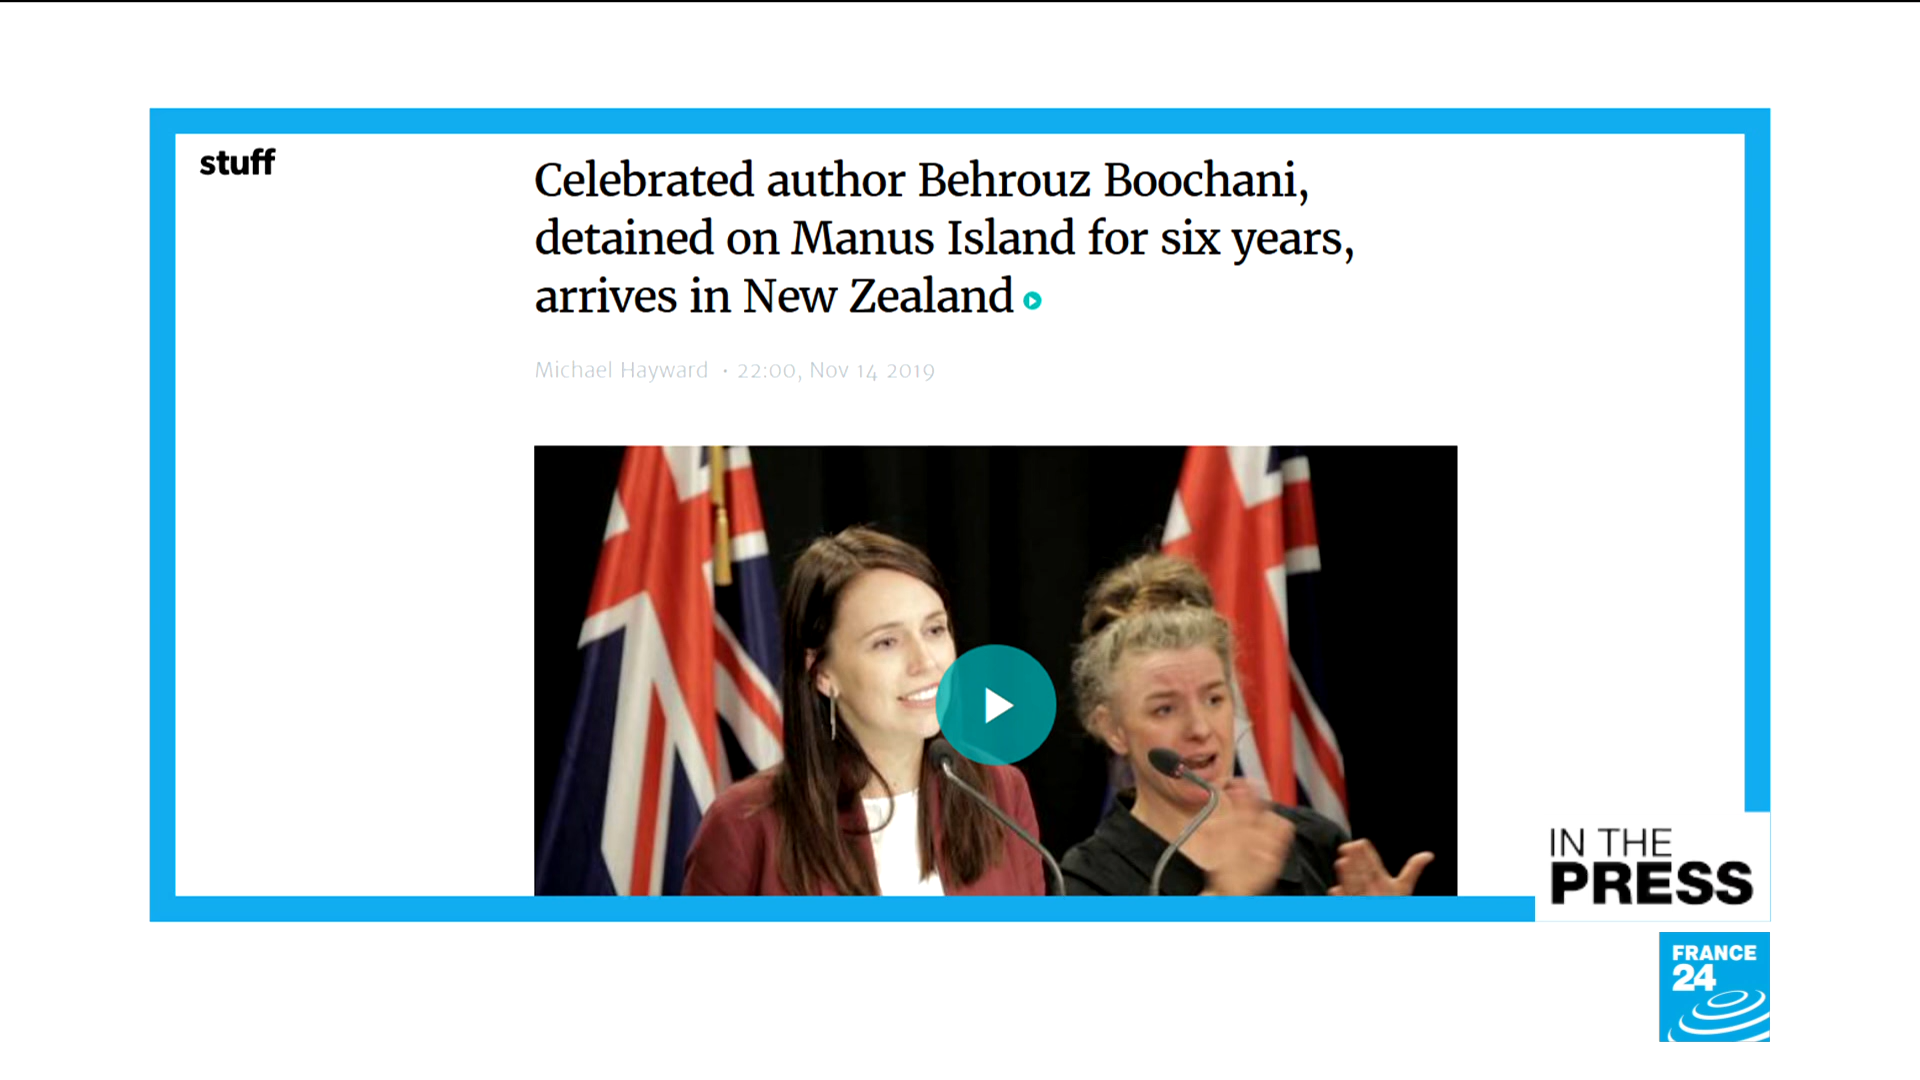 stuff
Celebrated author Behrouz Boochani,
detained on Manus Island for six years,
arrives in New Zealand
Michael Hayward · 22:00, Nov 14 2019
IN THE
PRESS
FRANCE
24